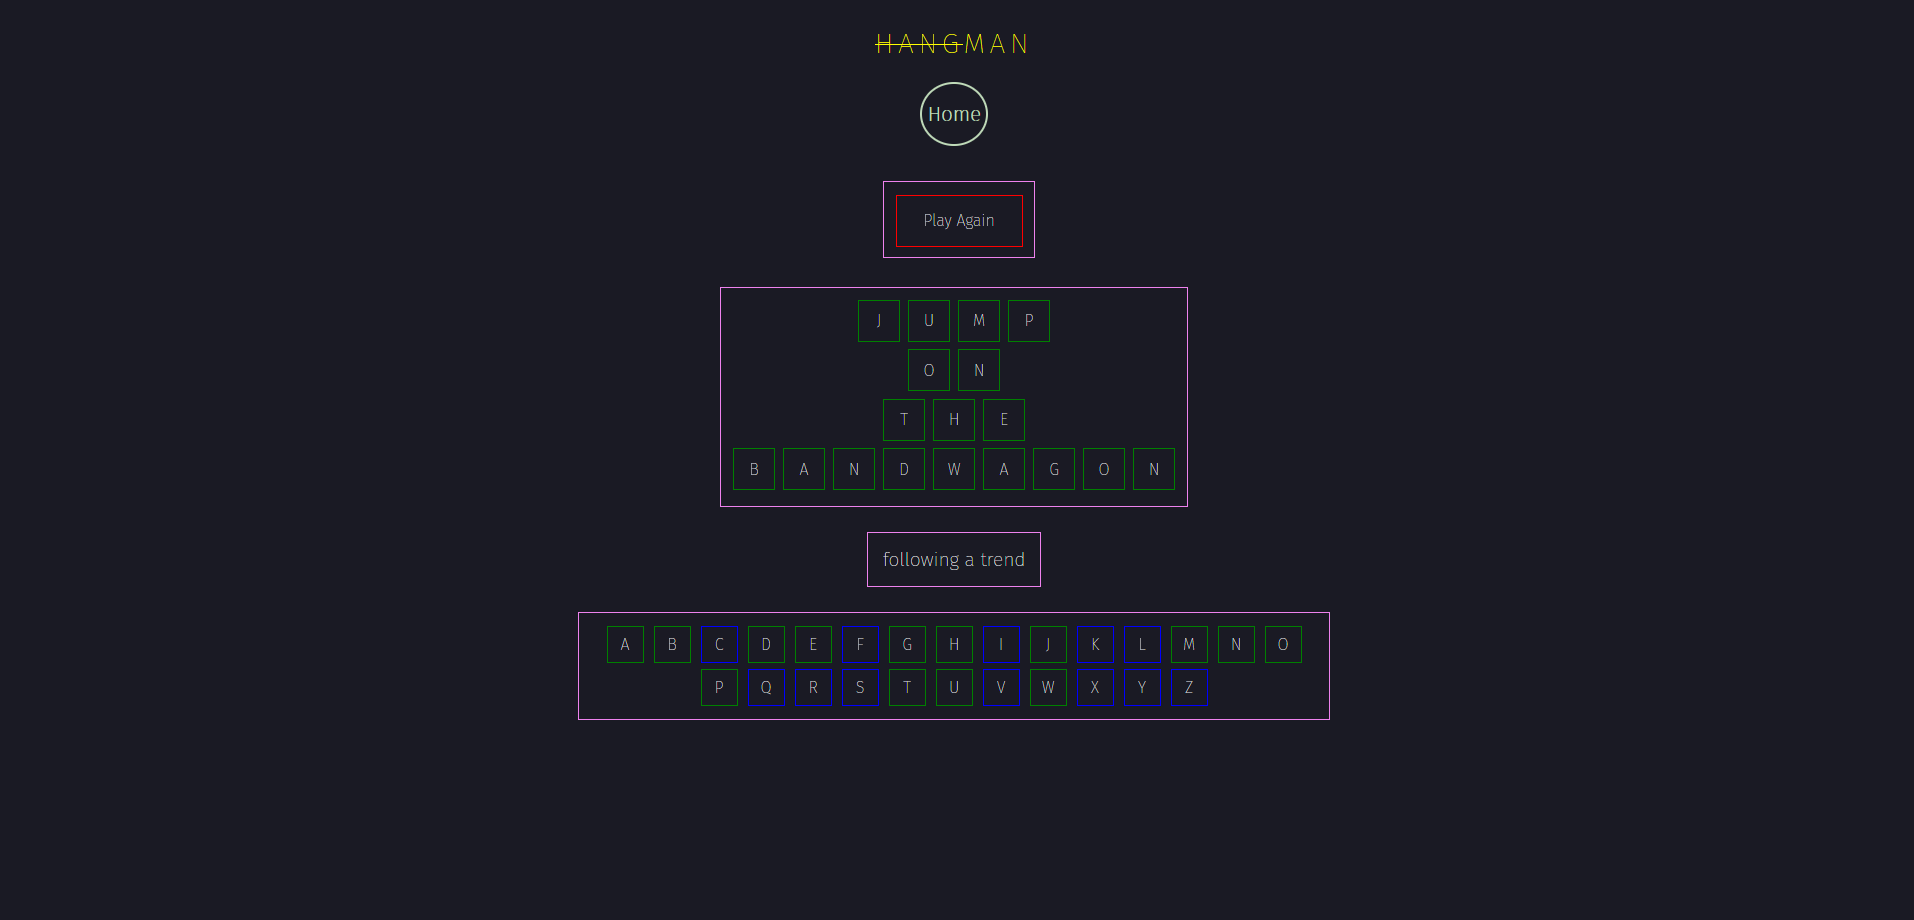 HANGMAN
Home
Play Again
J U M P
O N
T H E
B A N D W A G O N
following a trend
A B C D E F G H I J K L M N O
P Q R S T U V W X Y Z